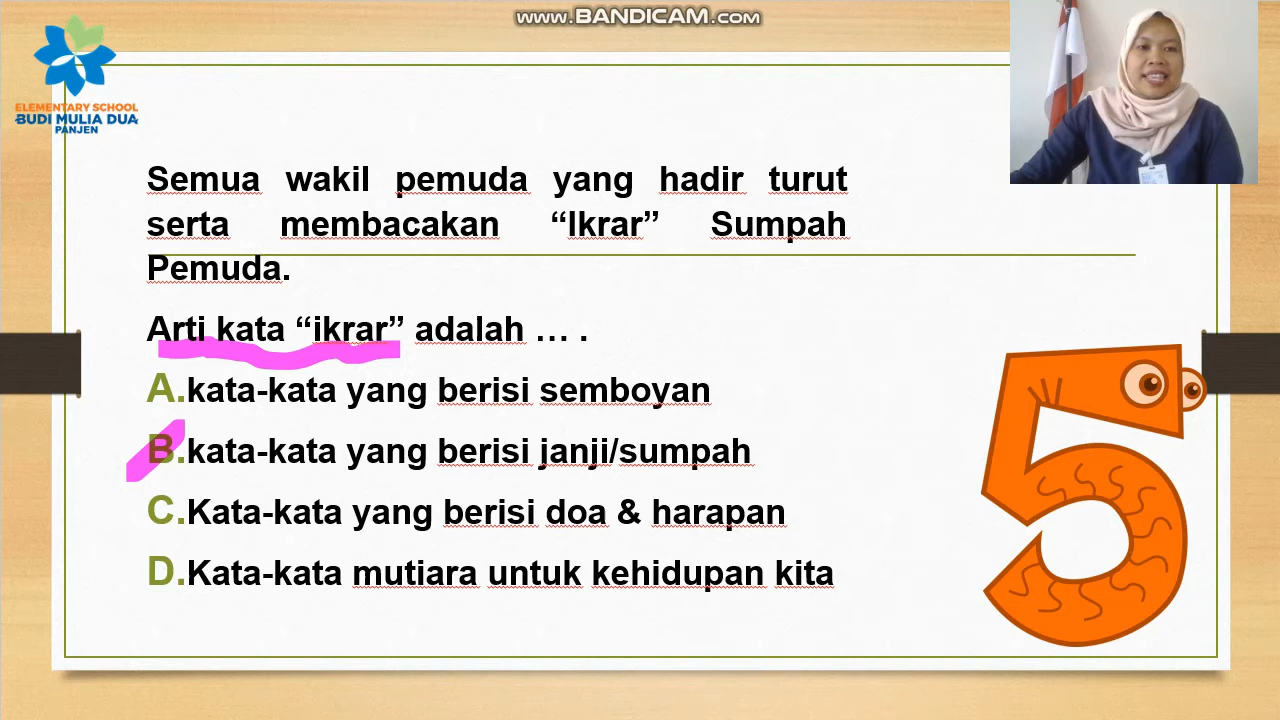 www.BANDICAM.com
ELEMENTARY SCHOOL
BUDI MULIA DUA
PANJEN
Semua wakil pemuda yang hadir turut
serta membacakan “Ikrar” Sumpah
Pemuda.
Arti kata “ikrar” adalah … .
A.kata-kata yang berisi semboyan
B.kata-kata yang berisi janji/sumpah
C.Kata-kata yang berisi doa & harapan
D.Kata-kata mutiara untuk kehidupan kita
5